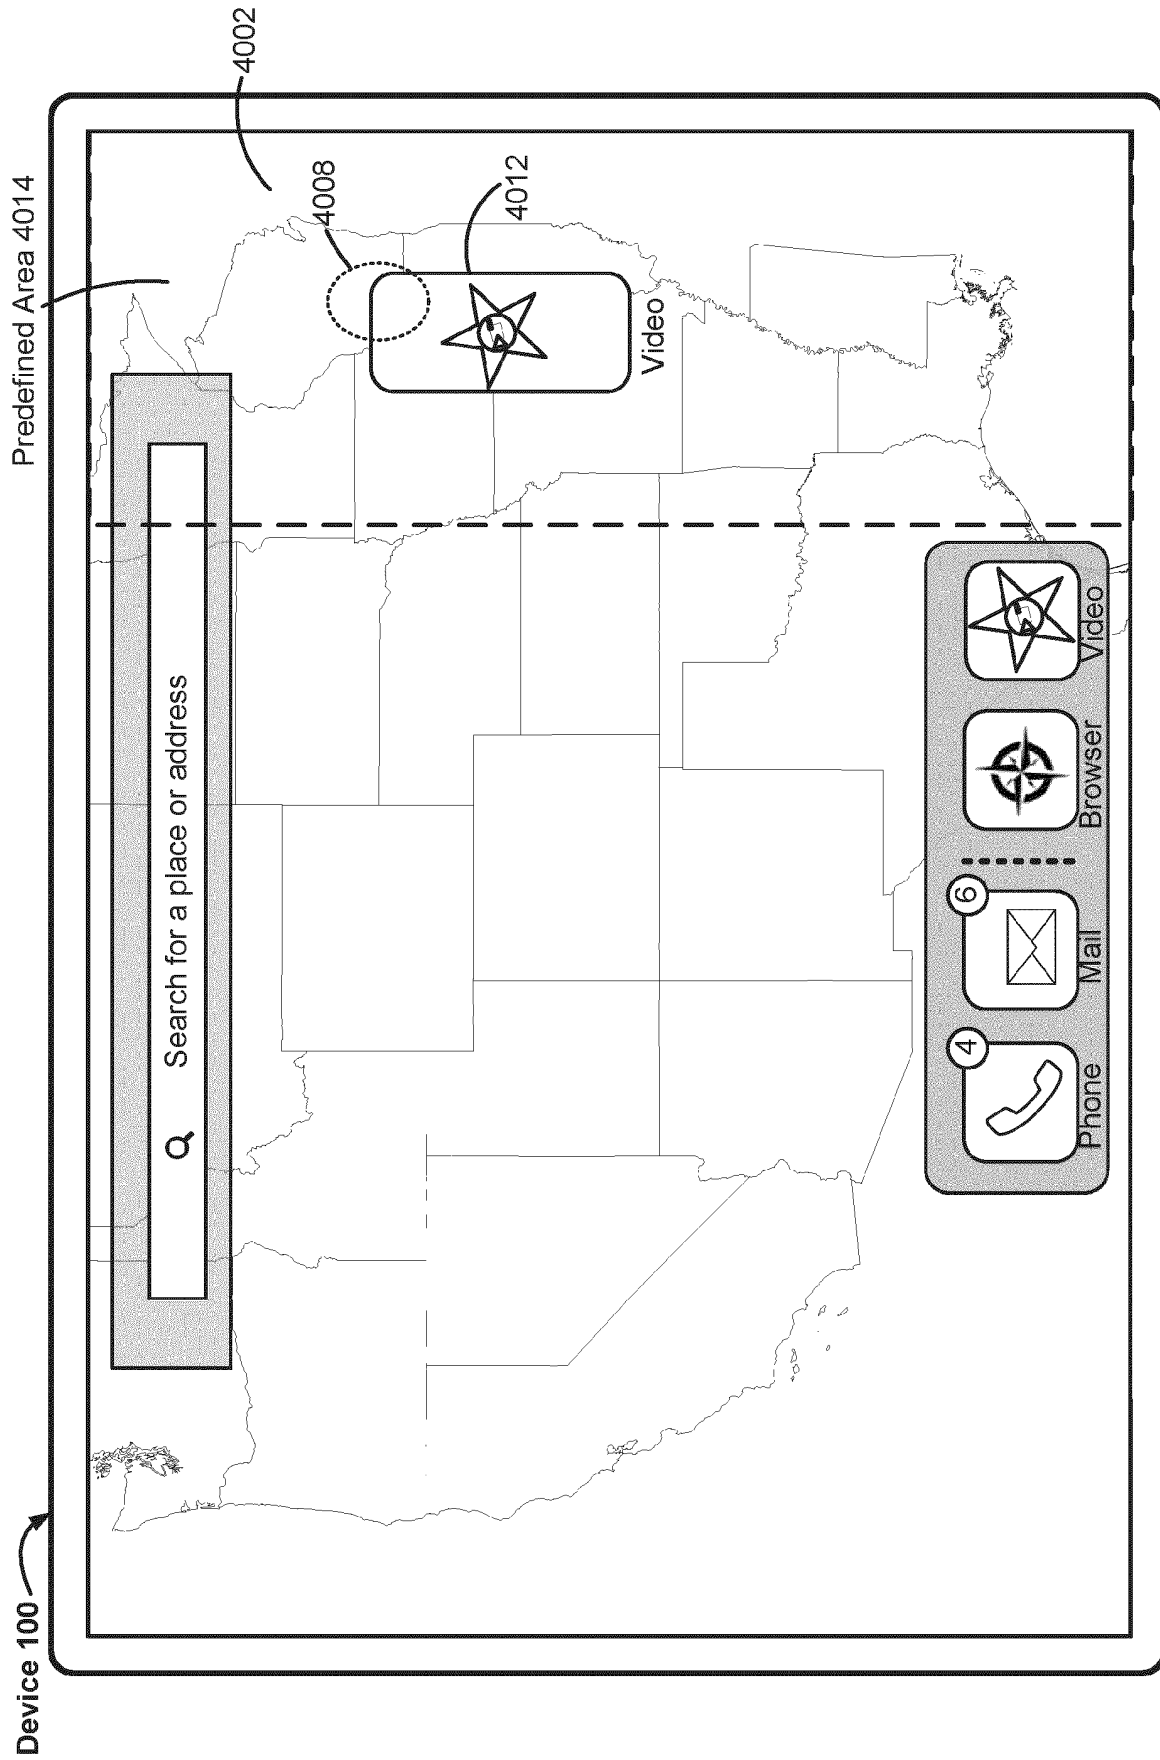 Device 100
Predefined Area 4014
4002
4008
4012
Search for a place or address
Video
4
6
Phone
Mail
Browser
Video